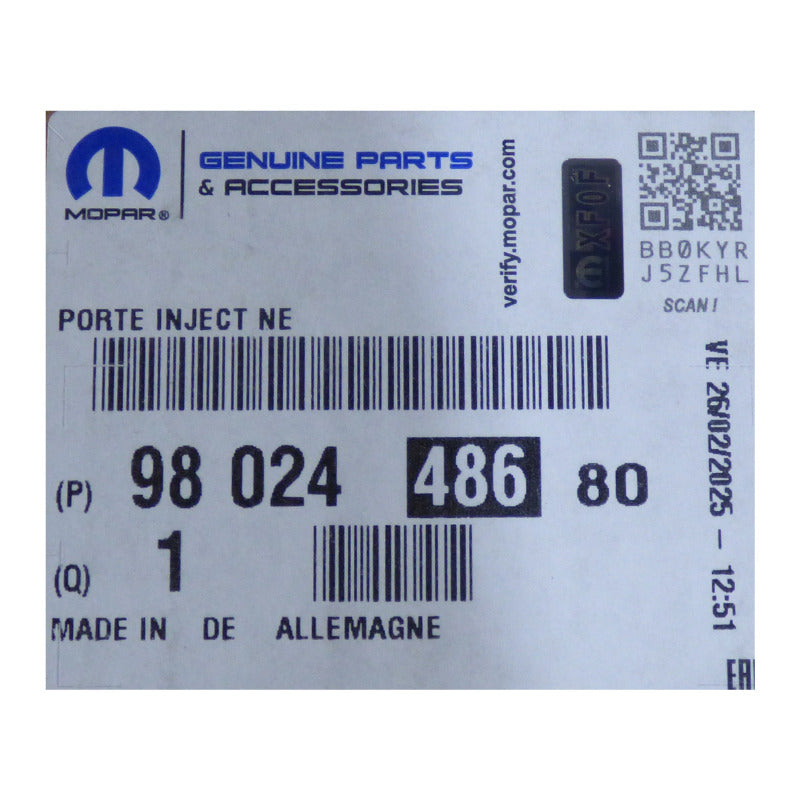 MOPAR®
GENUINE PARTS
& ACCESSORIES
verify.mopar.com
XF0F
BB0KYR
J5ZFHL
SCAN!
PORTE INJECT NE
(P) 98 024 486 80
(Q) 1
MADE IN DE ALLEMAGNE
VE 26/02/2025 - 12:51